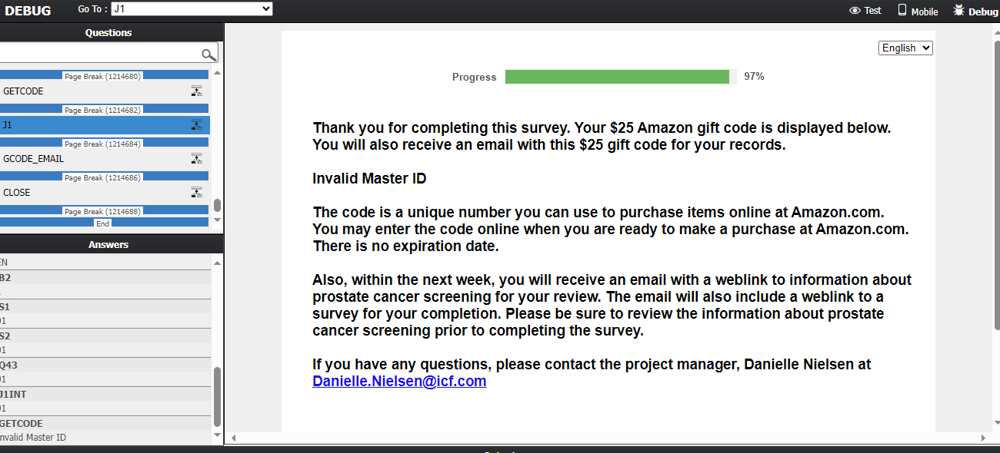 DEBUG Go To : J1 Test Mobile Debug
Questions
Page Break (1214680)
GETCODE
Page Break (1214682)
J1
Page Break (1214684)
GCODE_EMAIL
Page Break (1214686)
CLOSE
Page Break (1214688)
End
Answers
EN
B2
S1
01
S2
01
Q43
01
J1INT
01
GETCODE
nvalid Master ID
English
Progress 97%
Thank you for completing this survey. Your $25 Amazon gift code is displayed below.
You will also receive an email with this $25 gift code for your records.
Invalid Master ID
The code is a unique number you can use to purchase items online at Amazon.com.
You may enter the code online when you are ready to make a purchase at Amazon.com.
There is no expiration date.
Also, within the next week, you will receive an email with a weblink to information about
prostate cancer screening for your review. The email will also include a weblink to a
survey for your completion. Please be sure to review the information about prostate
cancer screening prior to completing the survey.
If you have any questions, please contact the project manager, Danielle Nielsen at
Danielle.Nielsen@icf.com